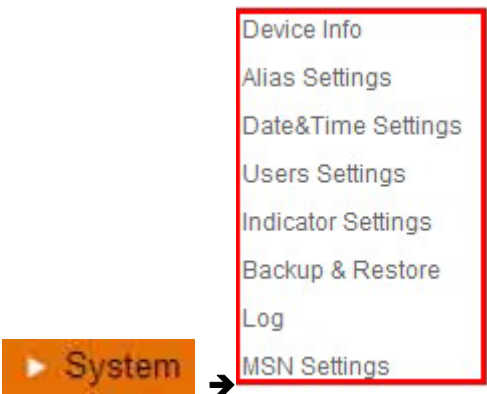 Device Info
Alias Settings
Date&Time Settings
Users Settings
Indicator Settings
Backup & Restore
Log
MSN Settings
System